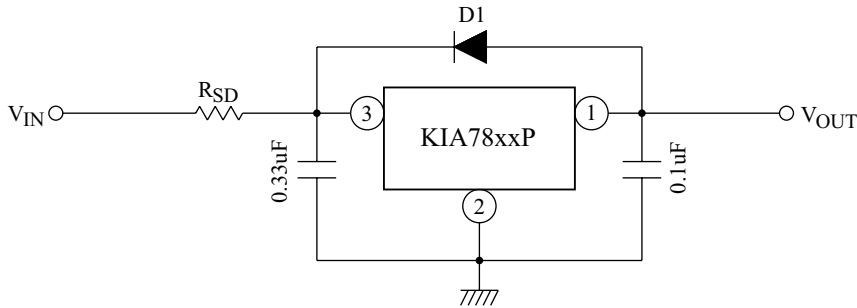 D1
RSD
VIN
3
KIA78xxP
1
VOUT
0.33uF
2
0.1uF